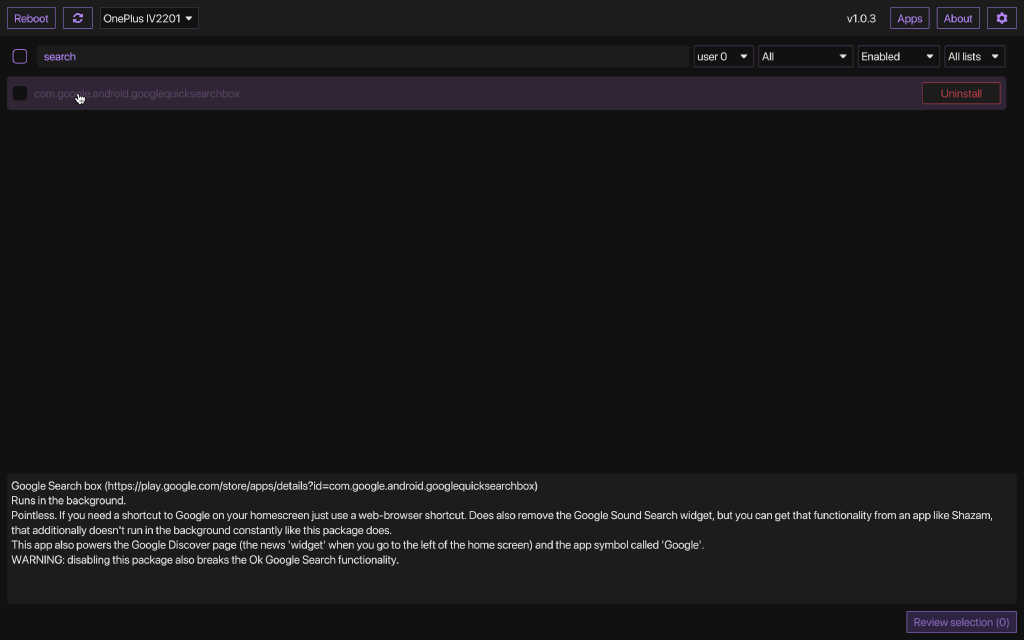 Reboot
OnePlus IV2201
v1.0.3
Apps
About
search
user 0
All
Enabled
All lists
com.google.android.googlequicksearchbox
Uninstall
Google Search box (https://play.google.com/store/apps/details?id=com.google.android.googlequicksearchbox)
Runs in the background.
Pointless. If you need a shortcut to Google on your homescreen just use a web-browser shortcut. Does also remove the Google Sound Search widget, but you can get that functionality from an app like Shazam,
that additionally doesn't run in the background constantly like this package does.
This app also powers the Google Discover page (the news 'widget' when you go to the left of the home screen) and the app symbol called 'Google'.
WARNING: disabling this package also breaks the Ok Google Search functionality.
Review selection (0)